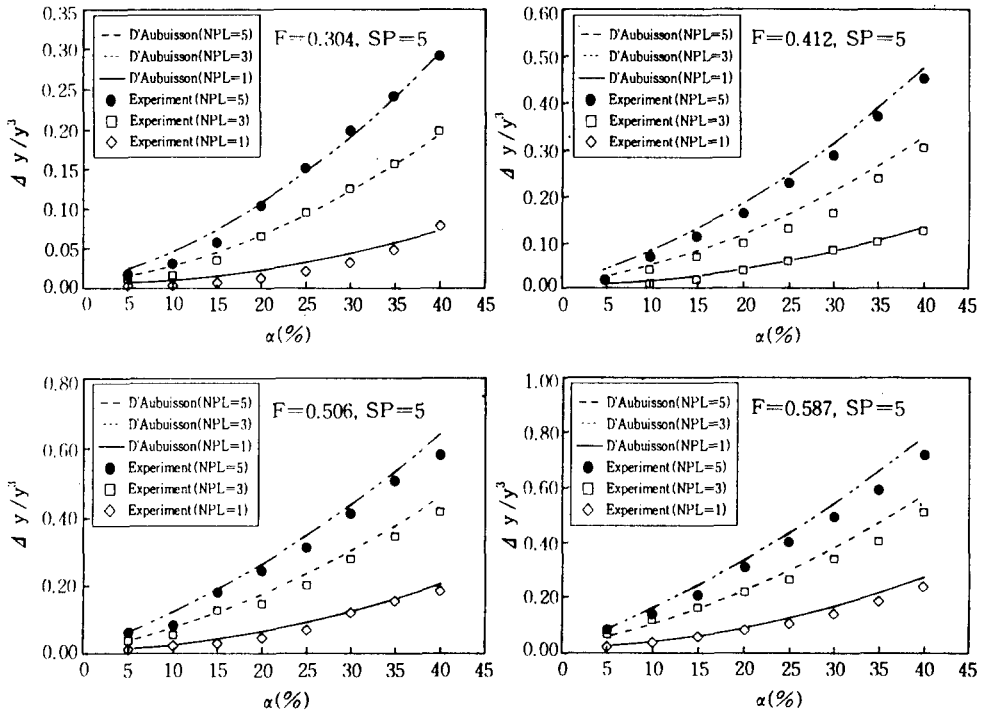 D'Aubuisson(NPL=5)
D'Aubuisson(NPL=3)
D'Aubuisson(NPL=1)
Experiment(NPL=5)
Experiment(NPL=3)
Experiment(NPL=1)
F=0.304, SP=5
0.35
0.30
0.25
0.20
0.15
0.10
0.05
0.00
Δ y/y³
0 5 10 15 20 25 30 35 40 45
α(%)
D'Aubuisson(NPL=5)
D'Aubuisson(NPL=3)
D'Aubuisson(NPL=1)
Experiment(NPL=5)
Experiment(NPL=3)
Experiment(NPL=1)
F=0.412, SP=5
0.60
0.50
0.40
0.30
0.20
0.10
0.00
Δ y/y³
0 5 10 15 20 25 30 35 40 45
α(%)
D'Aubuisson(NPL=5)
D'Aubuisson(NPL=3)
D'Aubuisson(NPL=1)
Experiment(NPL=5)
Experiment(NPL=3)
Experiment(NPL=1)
F=0.506, SP=5
0.80
0.60
0.40
0.20
0.00
Δ y/y³
0 5 10 15 20 25 30 35 40 45
α(%)
D'Aubuisson(NPL=5)
D'Aubuisson(NPL=3)
D'Aubuisson(NPL=1)
Experiment(NPL=5)
Experiment(NPL=3)
Experiment(NPL=1)
F=0.587, SP=5
1.00
0.80
0.60
0.40
0.20
0.00
Δ y/y³
0 5 10 15 20 25 30 35 40 45
α(%)